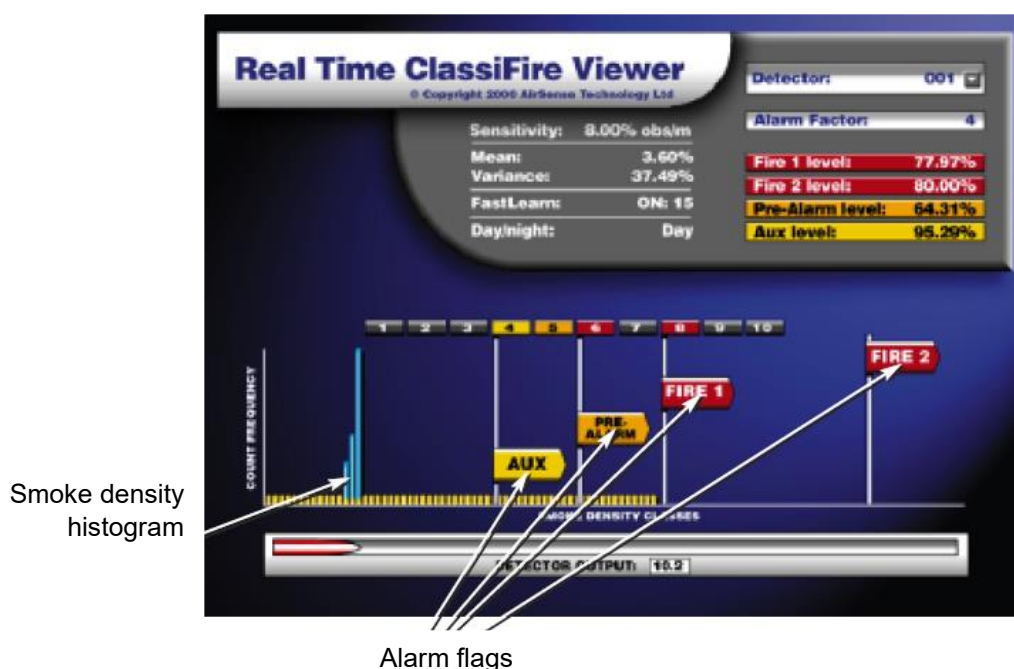 Real Time ClassiFire Viewer
© Copyright 2000 AirSense Technology Ltd
Detector: 001
Alarm Factor: 4
Sensitivity: 8.00% obs/m
Mean: 3.60%
Variance: 37.49%
FastLearn: ON: 15
Day/night: Day
Fire 1 level: 77.97%
Fire 2 level: 80.00%
Pre-Alarm level: 64.31%
Aux level: 95.29%
1 2 3 4 5 6 7 8 9 10
FIRE 2
FIRE 1
PRE-
ALARM
AUX
COUNT FREQUENCY
SMOKE DENSITY CLASSES
Smoke density
histogram
DETECTOR OUTPUT: 10.2
Alarm flags